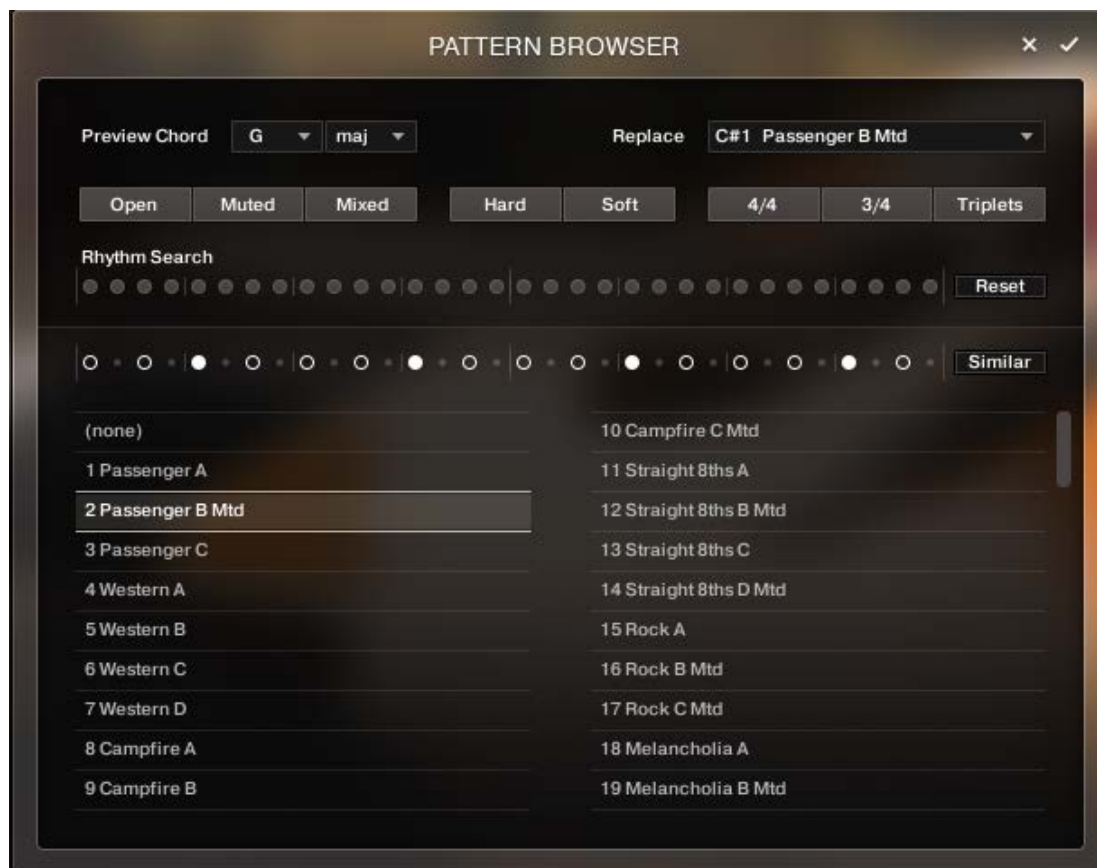 PATTERN BROWSER
Preview Chord G maj Replace C#1 Passenger B Mtd
Open Muted Mixed Hard Soft 4/4 3/4 Triplets
Rhythm Search
Reset
Similar
(none)
1 Passenger A
2 Passenger B Mtd
3 Passenger C
4 Western A
5 Western B
6 Western C
7 Western D
8 Campfire A
9 Campfire B
10 Campfire C Mtd
11 Straight 8ths A
12 Straight 8ths B Mtd
13 Straight 8ths C
14 Straight 8ths D Mtd
15 Rock A
16 Rock B Mtd
17 Rock C Mtd
18 Melancholia A
19 Melancholia B Mtd